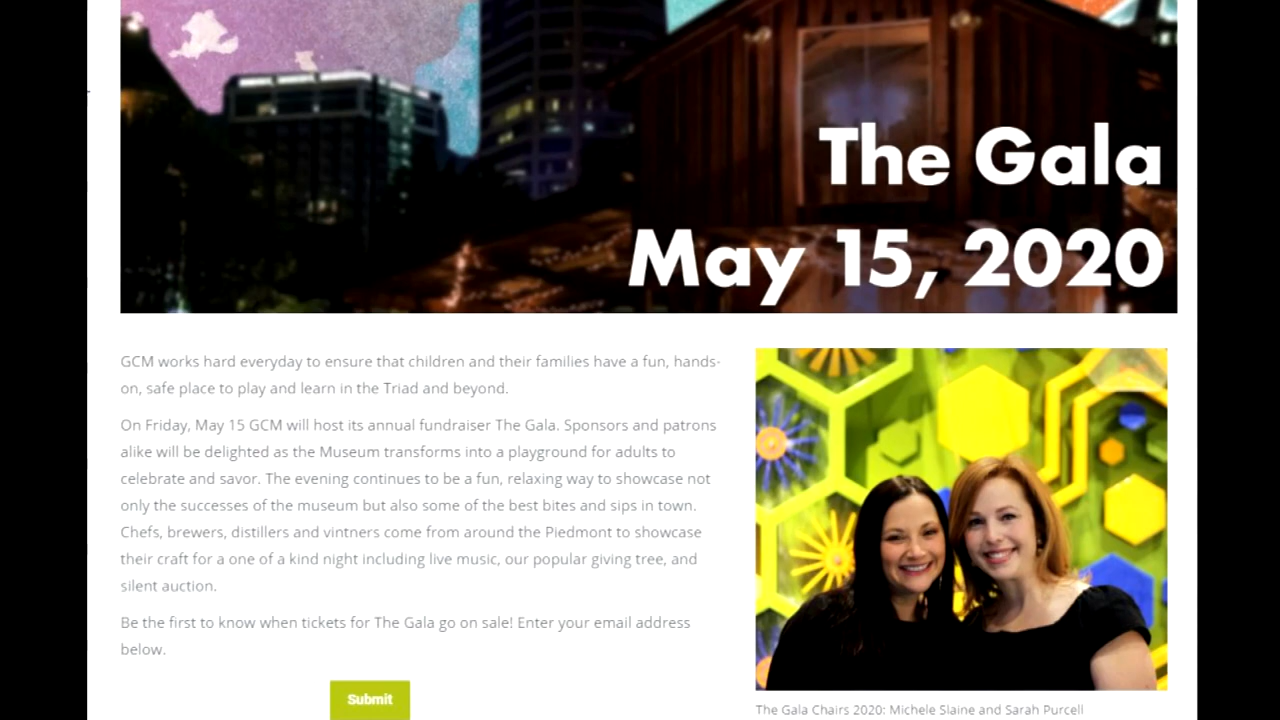 The Gala
May 15, 2020
GCM works hard everyday to ensure that children and their families have a fun, hands-
on, safe place to play and learn in the Triad and beyond.
On Friday, May 15 GCM will host its annual fundraiser The Gala. Sponsors and patrons
alike will be delighted as the Museum transforms into a playground for adults to
celebrate and savor. The evening continues to be a fun, relaxing way to showcase not
only the successes of the museum but also some of the best bites and sips in town.
Chefs, brewers, distillers and vintners come from around the Piedmont to showcase
their craft for a one of a kind night including live music, our popular giving tree, and
silent auction.
Be the first to know when tickets for The Gala go on sale! Enter your email address
below.
Submit
The Gala Chairs 2020: Michele Slaine and Sarah Purcell